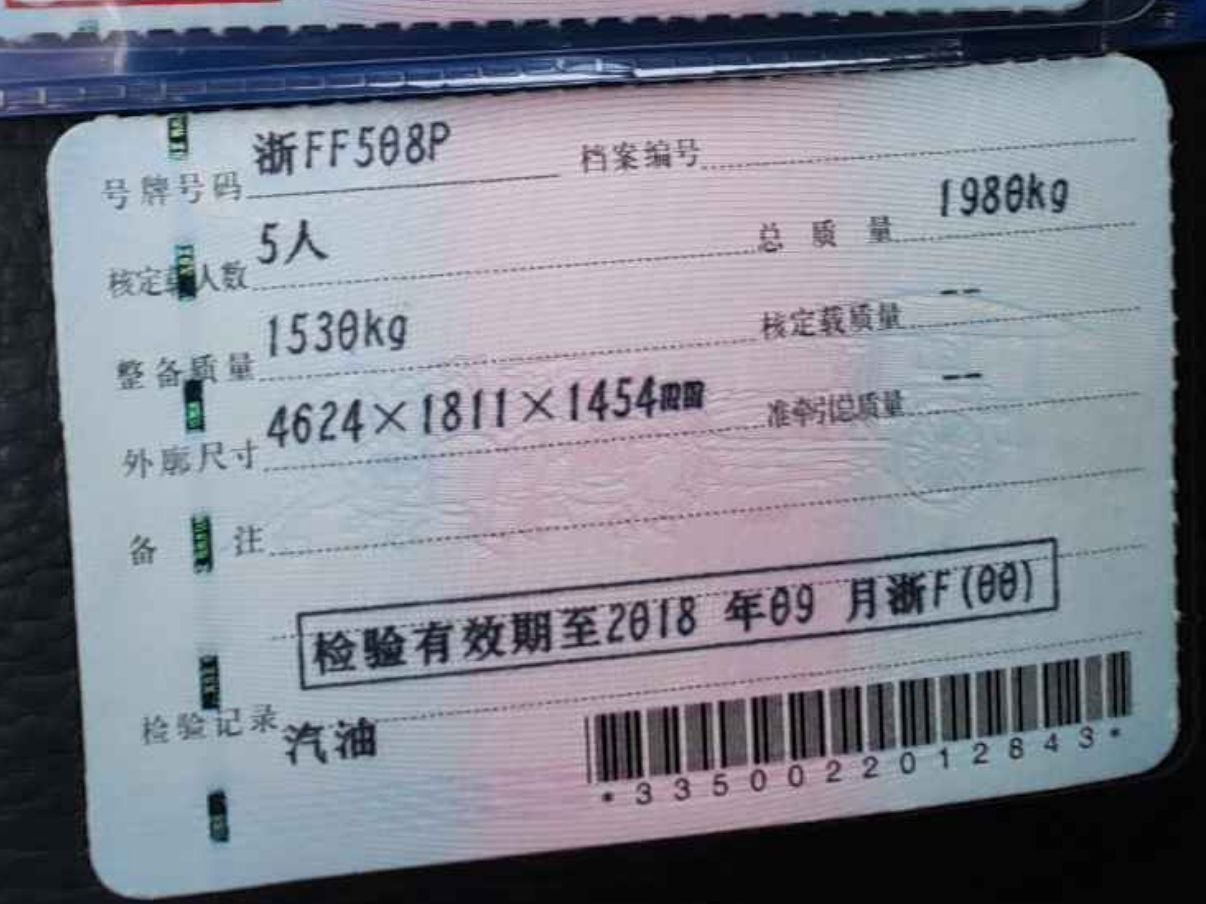 号牌号码 浙FF508P 档案编号
核定载人数 5人 总质量 1980kg
整备质量 1530kg 核定载质量 --
外廓尺寸 4624×1811×1454mm 准牵引总质量 --
备注
检验有效期至2018 年09 月浙F(00)
检验记录 汽油
*3350022012843*